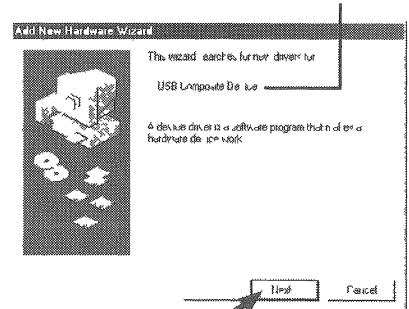 Add New Hardware Wizard
This wizard searches for new drivers for
USB Composite Device
A device driver is a software program that makes a
hardware device work
Next
Cancel